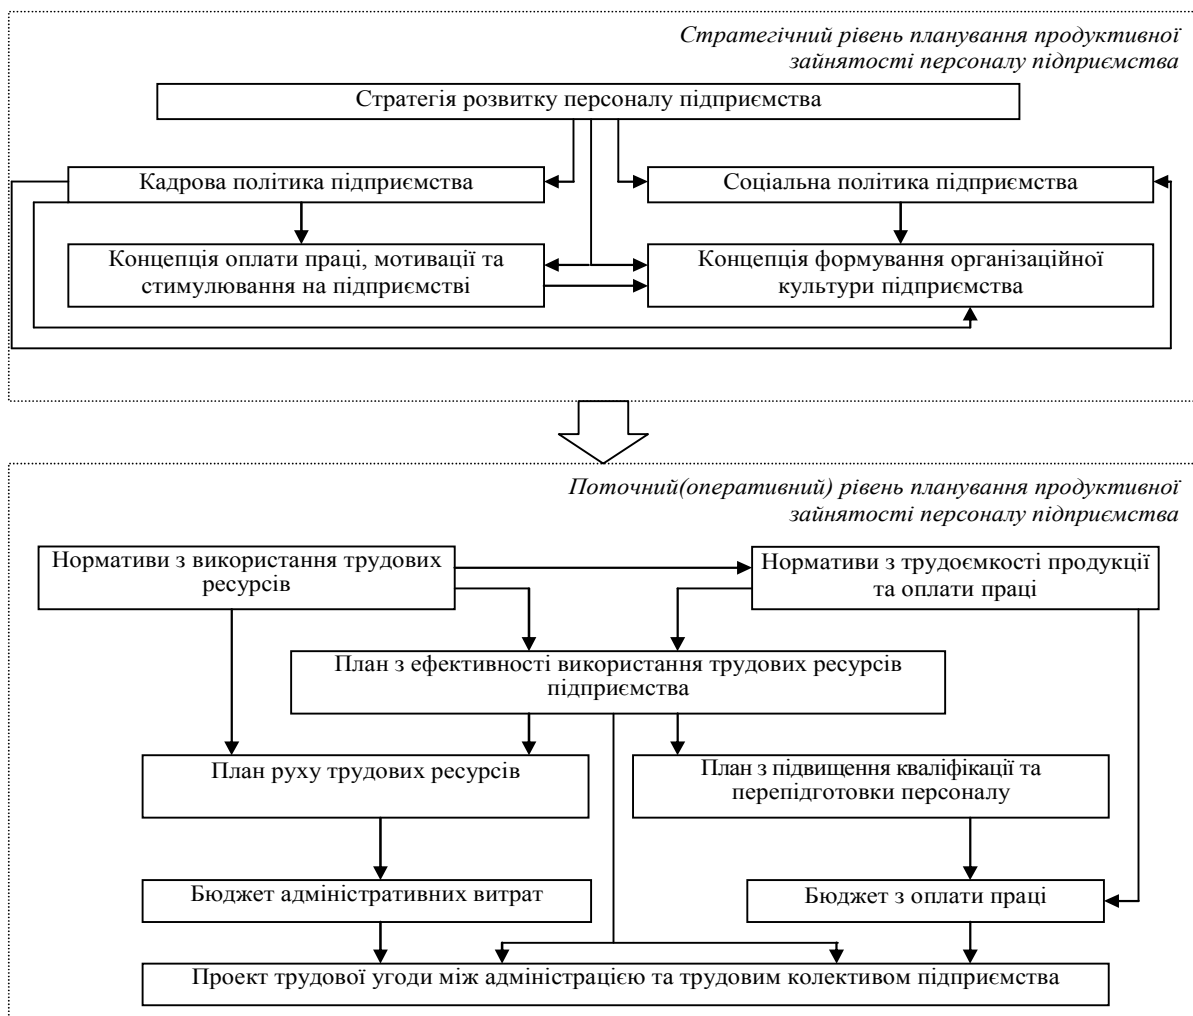 Стратегічний рівень планування продуктивної
зайнятості персоналу підприємства
Стратегія розвитку персоналу підприємства
Кадрова політика підприємства
Соціальна політика підприємства
Концепція оплати праці, мотивації та
стимулювання на підприємстві
Концепція формування організаційної
культури підприємства
Поточний(оперативний) рівень планування продуктивної
зайнятості персоналу підприємства
Нормативи з використання трудових
ресурсів
Нормативи з трудоємкості продукції
та оплати праці
План з ефективності використання трудових ресурсів
підприємства
План руху трудових ресурсів
План з підвищення кваліфікації та
перепідготовки персоналу
Бюджет адміністративних витрат
Бюджет з оплати праці
Проект трудової угоди між адміністрацією та трудовим колективом підприємства